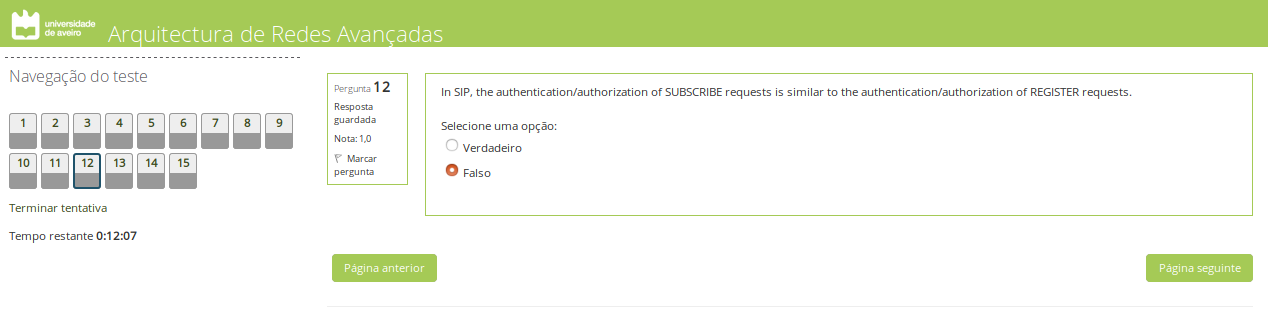 universidade
de aveiro
Arquitectura de Redes Avançadas
Navegação do teste
1 2 3 4 5 6 7 8 9
10 11 12 13 14 15
Terminar tentativa
Tempo restante 0:12:07
Pergunta 12
Resposta
guardada
Nota: 1,0
Marcar
pergunta
In SIP, the authentication/authorization of SUBSCRIBE requests is similar to the authentication/authorization of REGISTER requests.
Selecione uma opção:
Verdadeiro
Falso
Página anterior
Página seguinte